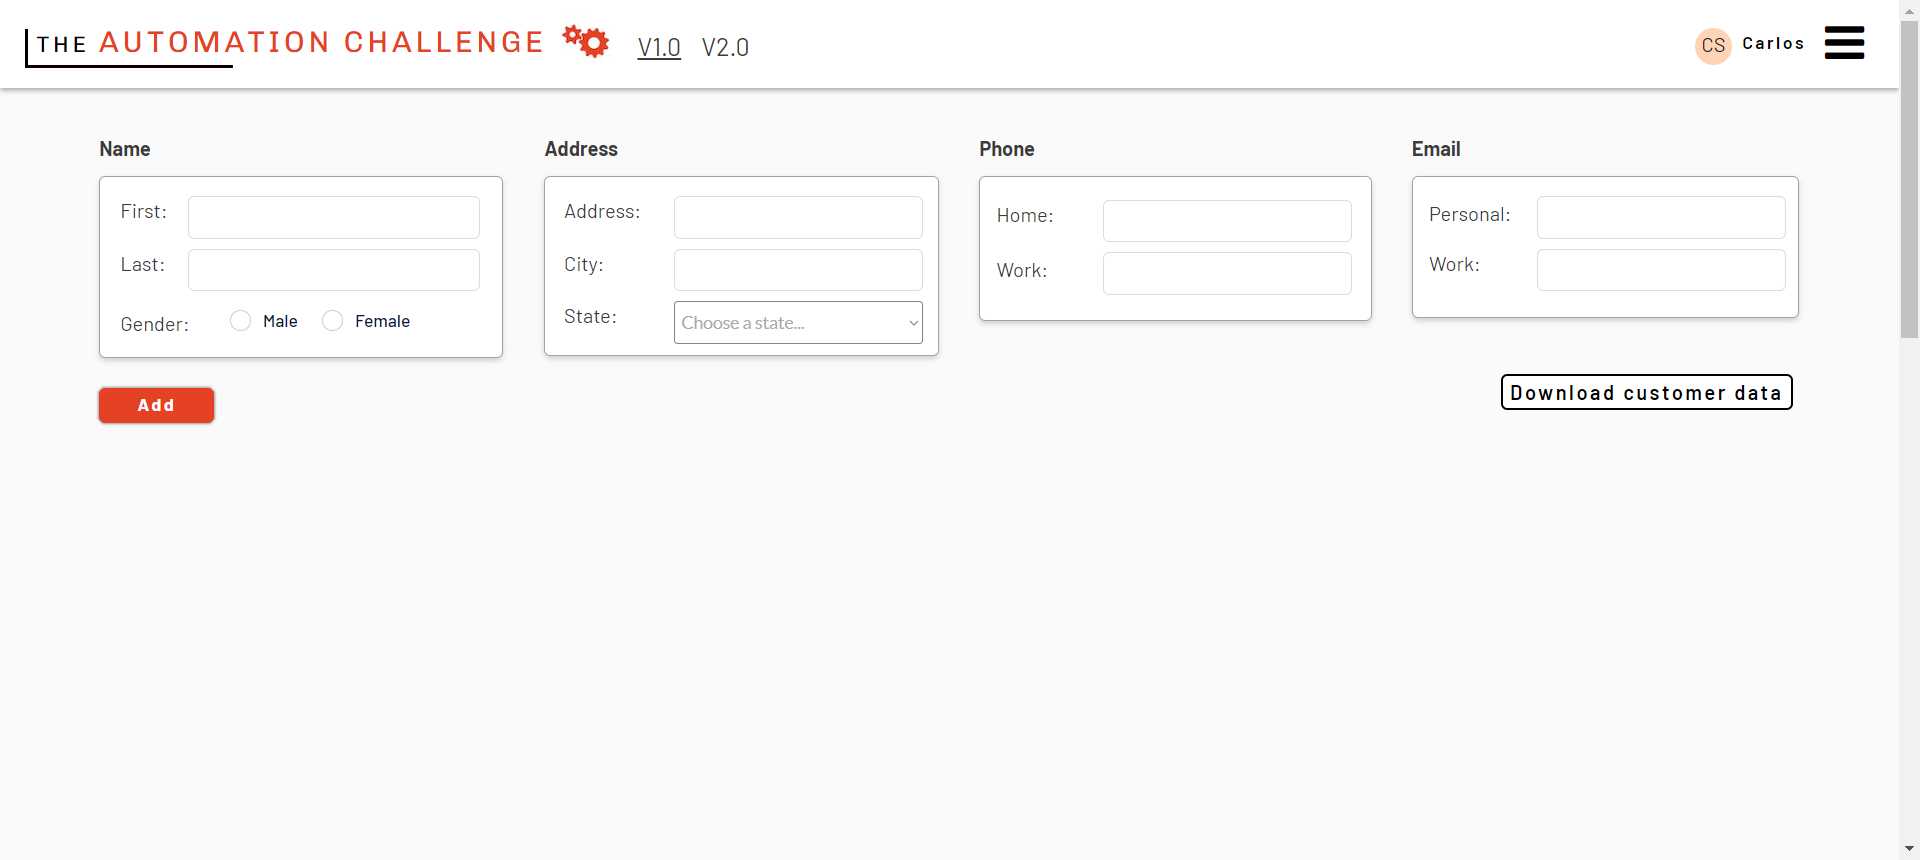 THE AUTOMATION CHALLENGE V1.0 V2.0 CS Carlos
Name Address Phone Email
First: Address: Home: Personal:
Last: City: Work: Work:
Gender: Male Female State: Choose a state...
Add Download customer data